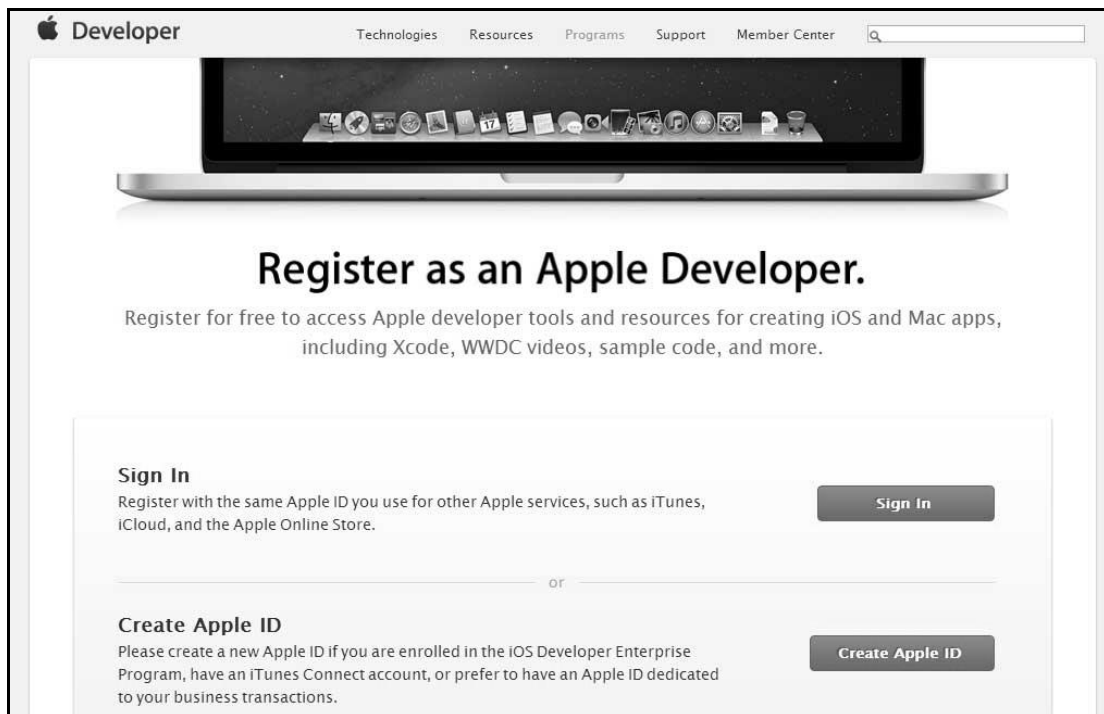 Developer
Technologies Resources Programs Support Member Center
17
Register as an Apple Developer.
Register for free to access Apple developer tools and resources for creating iOS and Mac apps,
including Xcode, WWDC videos, sample code, and more.
Sign In
Register with the same Apple ID you use for other Apple services, such as iTunes,
iCloud, and the Apple Online Store.
Sign In
or
Create Apple ID
Please create a new Apple ID if you are enrolled in the iOS Developer Enterprise
Program, have an iTunes Connect account, or prefer to have an Apple ID dedicated
to your business transactions.
Create Apple ID